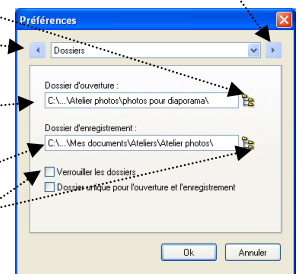 Préférences
Dossiers
Dossier d'ouverture :
C:\...\Atelier photos\photos pour diaporama\
Dossier d'enregistrement :
C:\...\Mes documents\Ateliers\Atelier photos\
Verrouiller les dossiers
Dossier unique pour l'ouverture et l'enregistrement
Ok
Annuler